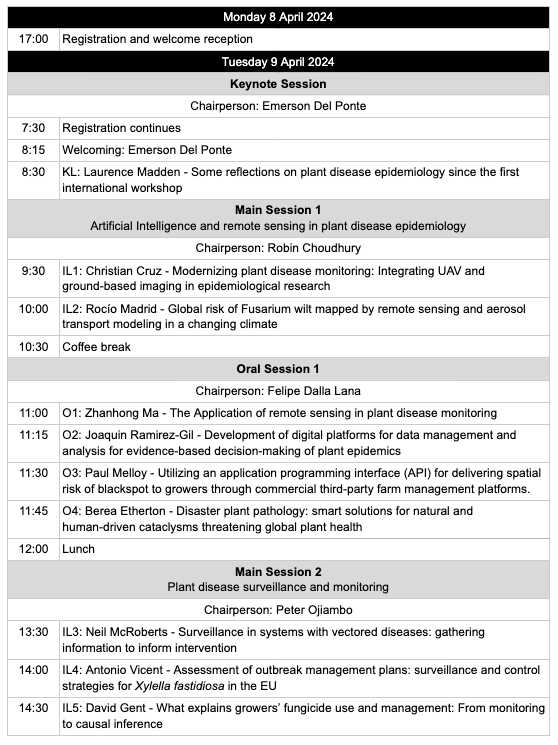 Monday 8 April 2024
17:00 Registration and welcome reception
Tuesday 9 April 2024
Keynote Session
Chairperson: Emerson Del Ponte
7:30 Registration continues
8:15 Welcoming: Emerson Del Ponte
8:30 KL: Laurence Madden - Some reflections on plant disease epidemiology since the first
international workshop
Main Session 1
Artificial Intelligence and remote sensing in plant disease epidemiology
Chairperson: Robin Choudhury
9:30 IL1: Christian Cruz - Modernizing plant disease monitoring: Integrating UAV and
ground-based imaging in epidemiological research
10:00 IL2: Rocío Madrid - Global risk of Fusarium wilt mapped by remote sensing and aerosol
transport modeling in a changing climate
10:30 Coffee break
Oral Session 1
Chairperson: Felipe Dalla Lana
11:00 O1: Zhanhong Ma - The Application of remote sensing in plant disease monitoring
11:15 O2: Joaquin Ramirez-Gil - Development of digital platforms for data management and
analysis for evidence-based decision-making of plant epidemics
11:30 O3: Paul Melloy - Utilizing an application programming interface (API) for delivering spatial
risk of blackspot to growers through commercial third-party farm management platforms.
11:45 O4: Berea Etherton - Disaster plant pathology: smart solutions for natural and
human-driven cataclysms threatening global plant health
12:00 Lunch
Main Session 2
Plant disease surveillance and monitoring
Chairperson: Peter Ojiambo
13:30 IL3: Neil McRoberts - Surveillance in systems with vectored diseases: gathering
information to inform intervention
14:00 IL4: Antonio Vicent - Assessment of outbreak management plans: surveillance and control
strategies for Xylella fastidiosa in the EU
14:30 IL5: David Gent - What explains growers' fungicide use and management: From monitoring
to causal inference